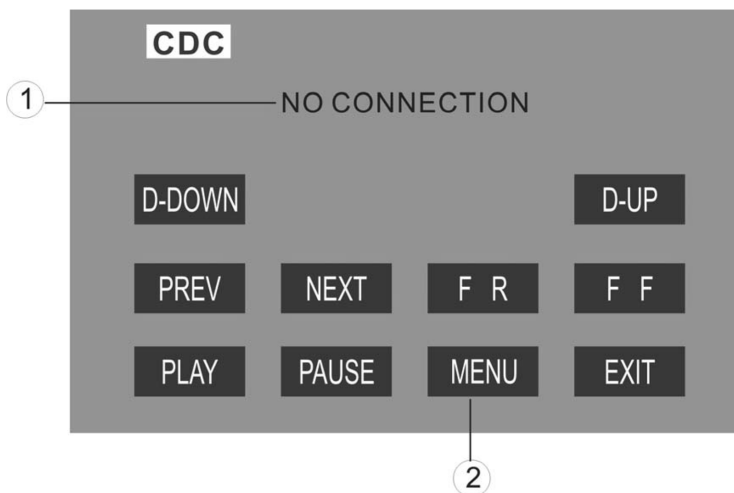 CDC
1 NO CONNECTION
D-DOWN D-UP
PREV NEXT F R F F
PLAY PAUSE MENU EXIT
2